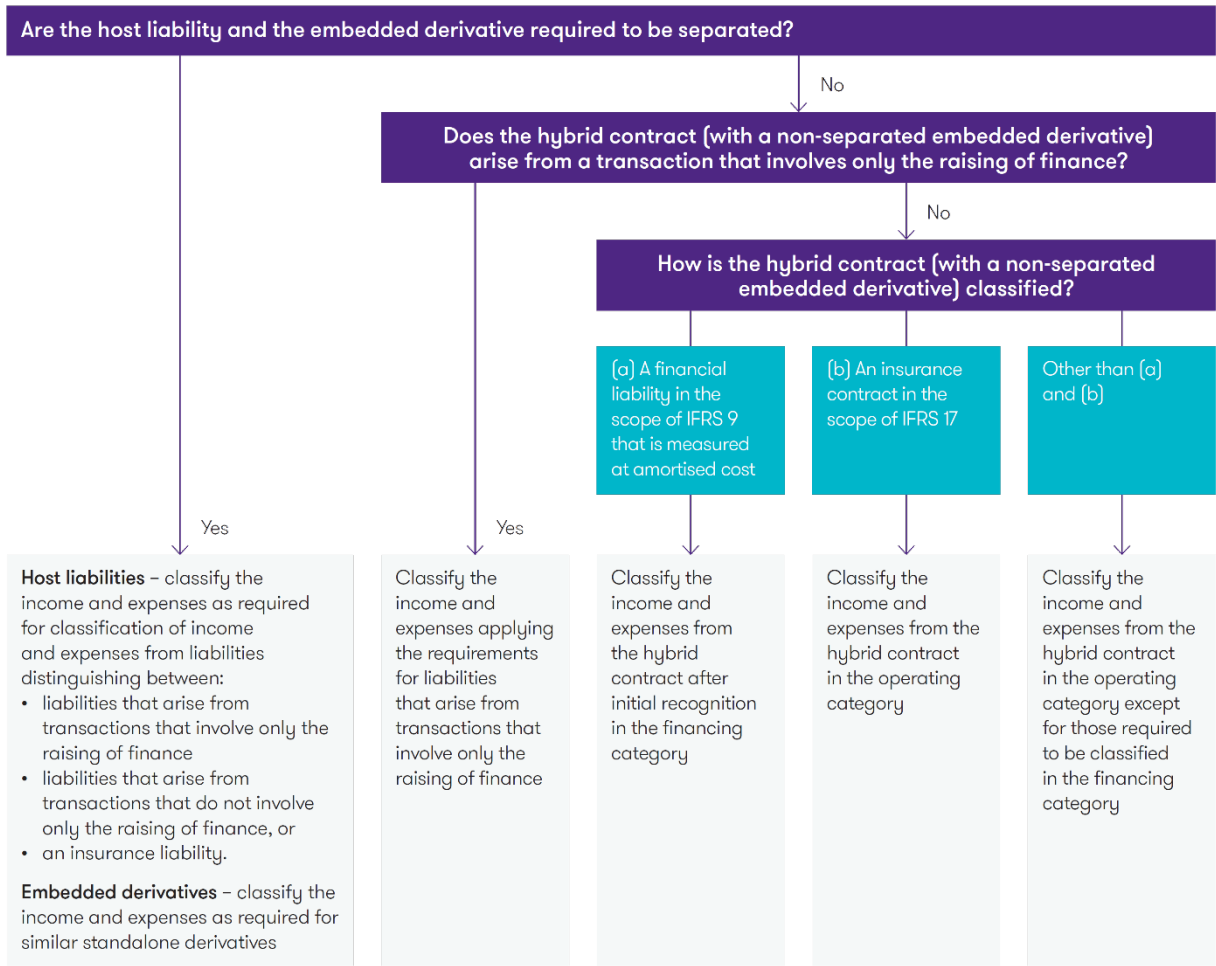 Are the host liability and the embedded derivative required to be separated?
No
Does the hybrid contract (with a non-separated embedded derivative)
arise from a transaction that involves only the raising of finance?
No
How is the hybrid contract (with a non-separated
embedded derivative) classified?
(a) A financial
liability in the
scope of IFRS 9
that is measured
at amortised cost
(b) An insurance
contract in the
scope of IFRS 17
Other than (a)
and (b)
Yes
Yes
Host liabilities – classify the
income and expenses as required
for classification of income
and expenses from liabilities
distinguishing between:
• liabilities that arise from
transactions that involve only the
raising of finance
• liabilities that arise from
transactions that do not involve
only the raising of finance, or
• an insurance liability.
Embedded derivatives – classify the
income and expenses as required for
similar standalone derivatives
Classify the
income and
expenses applying
the requirements
for liabilities
that arise from
transactions that
involve only the
raising of finance
Classify the
income and
expenses from
the hybrid
contract after
initial recognition
in the financing
category
Classify the
income and
expenses from the
hybrid contract
in the operating
category
Classify the
income and
expenses from the
hybrid contract
in the operating
category except
for those required
to be classified
in the financing
category